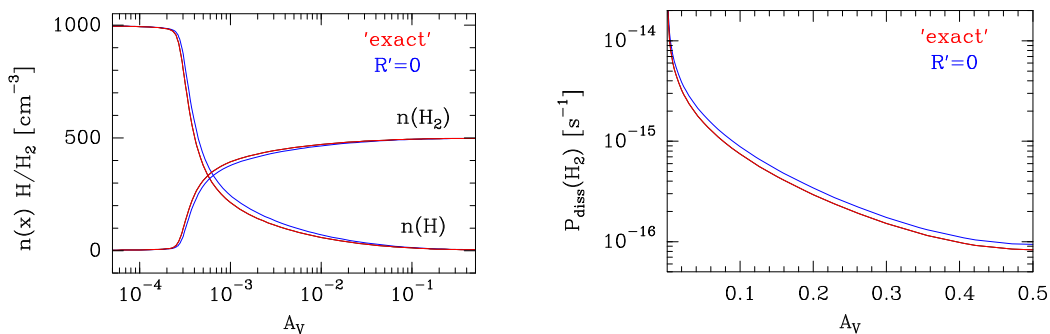 1000
500
0
n(x) H/H₂ [cm⁻³]
'exact'
R'=0
n(H₂)
n(H)
10⁻⁴
10⁻³
10⁻²
10⁻¹
A_V
10⁻¹⁴
10⁻¹⁵
10⁻¹⁶
P_diss(H₂) [s⁻¹]
'exact'
R'=0
0.1
0.2
0.3
0.4
0.5
A_V